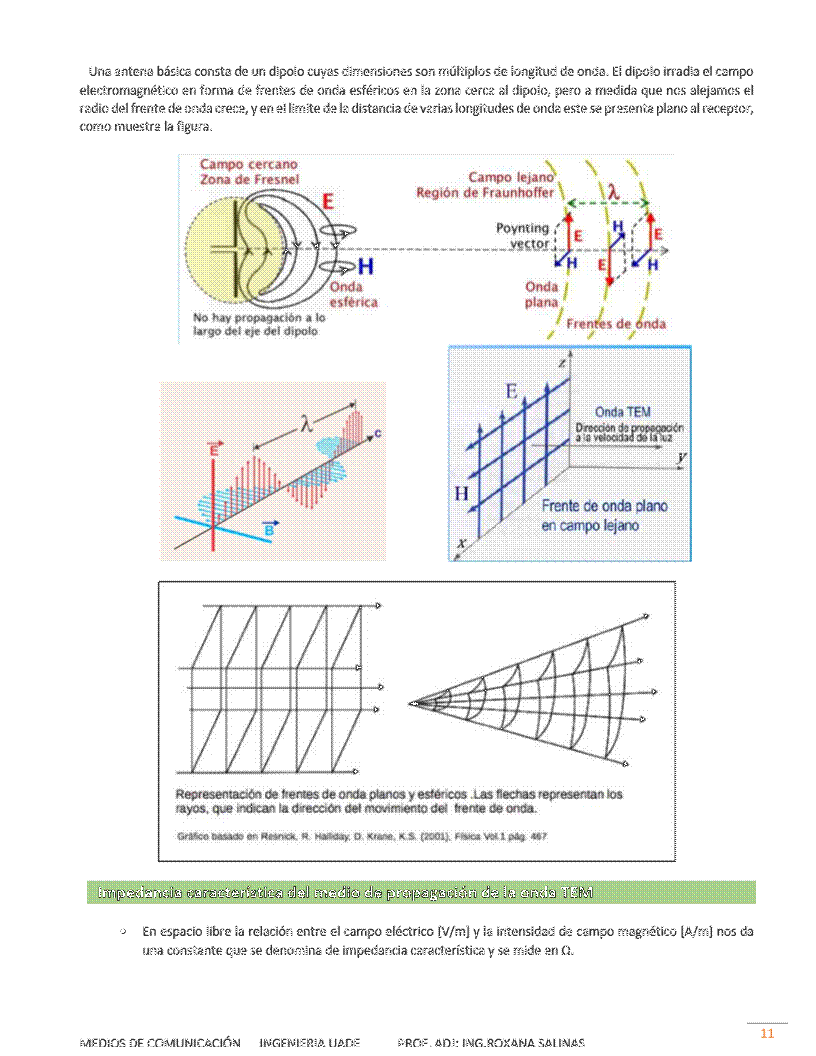 Una antena básica consta de un dipolo cuyas dimensiones son múltiplos de longitud de onda. El dipolo irradia el campo
electromagnético en forma de frentes de onda esféricos en la zona cerca al dipolo, pero a medida que nos alejamos el
radio del frente de onda crece, y en el límite de la distancia de varias longitudes de onda este se presenta plano al receptor,
como muestra la figura.
Campo cercano
Zona de Fresnel
E
H
Onda
esférica
No hay propagación a lo
largo del eje del dipolo
Campo lejano
Región de Fraunhoffer
λ
Poynting
vector
E
H
H
E
E
H
Onda
plana
Frentes de onda
λ
E
c
B
z
E
Onda TEM
Dirección de propagación
a la velocidad de la luz
y
H
Frente de onda plano
en campo lejano
x
Representación de frentes de onda planos y esféricos .Las flechas representan los
rayos, que indican la dirección del movimiento del frente de onda.
Gráfico basado en Resnick, R. Halliday, D. Krane, K.S. (2001), Física Vol.1 pág. 467
Impedancia característica del medio de propagación de la onda TEM
○ En espacio libre la relación entre el campo eléctrico [V/m] y la intensidad de campo magnético [A/m] nos da
una constante que se denomina de impedancia característica y se mide en Ω.
11
MEDIOS DE COMUNICACIÓN INGENIERIA UADE PROF. ADJ: ING.ROXANA SALINAS